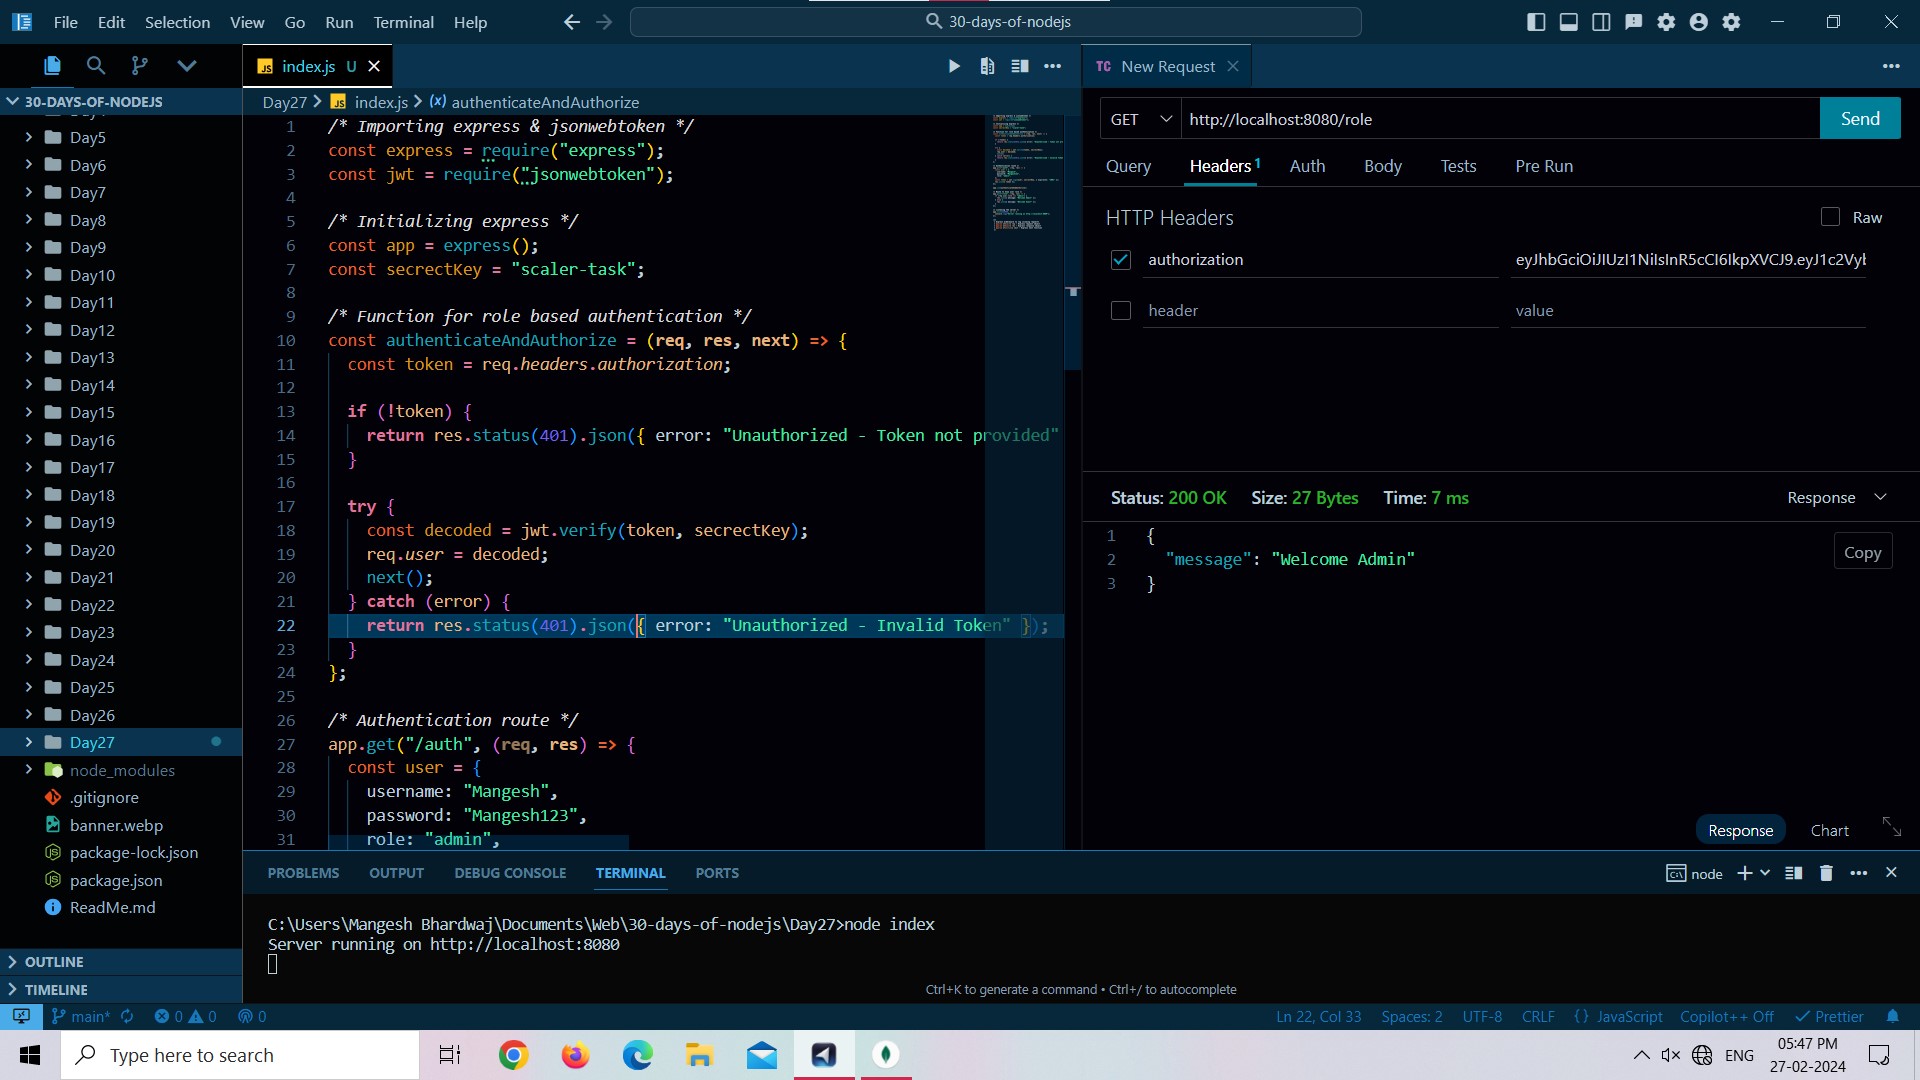 File Edit Selection View Go Run Terminal Help
30-days-of-nodejs
30-DAYS-OF-NODEJS
Day5
Day6
Day7
Day8
Day9
Day10
Day11
Day12
Day13
Day14
Day15
Day16
Day17
Day18
Day19
Day20
Day21
Day22
Day23
Day24
Day25
Day26
Day27
node_modules
.gitignore
banner.webp
package-lock.json
package.json
ReadMe.md
OUTLINE
TIMELINE
JS index.js U
Day27 > JS index.js > authenticateAndAuthorize
1 /* Importing express & jsonwebtoken */
2 const express = require("express");
3 const jwt = require("jsonwebtoken");
4
5 /* Initializing express */
6 const app = express();
7 const secrectKey = "scaler-task";
8
9 /* Function for role based authentication */
10 const authenticateAndAuthorize = (req, res, next) => {
11 const token = req.headers.authorization;
12
13 if (!token) {
14 return res.status(401).json({ error: "Unauthorized - Token not provided"
15 }
16
17 try {
18 const decoded = jwt.verify(token, secrectKey);
19 req.user = decoded;
20 next();
21 } catch (error) {
22 return res.status(401).json({ error: "Unauthorized - Invalid Token" });
23 }
24 };
25
26 /* Authentication route */
27 app.get("/auth", (req, res) => {
28 const user = {
29 username: "Mangesh",
30 password: "Mangesh123",
31 role: "admin",
TC New Request
GET http://localhost:8080/role Send
Query Headers 1 Auth Body Tests Pre Run
HTTP Headers Raw
authorization eyJhbGciOiJIUzI1NiIsInR5cCI6IkpXVCJ9.eyJ1c2Vyb
header value
Status: 200 OK Size: 27 Bytes Time: 7 ms Response
1 {
2 "message": "Welcome Admin"
3 }
Copy
Response Chart
PROBLEMS OUTPUT DEBUG CONSOLE TERMINAL PORTS node
C:\Users\Mangesh Bhardwaj\Documents\Web\30-days-of-nodejs\Day27>node index
Server running on http://localhost:8080
Ctrl+K to generate a command • Ctrl+/ to autocomplete
main* 0 0 0 Ln 22, Col 33 Spaces: 2 UTF-8 CRLF {} JavaScript Copilot++ Off Prettier
Type here to search
ENG
05:47 PM
27-02-2024